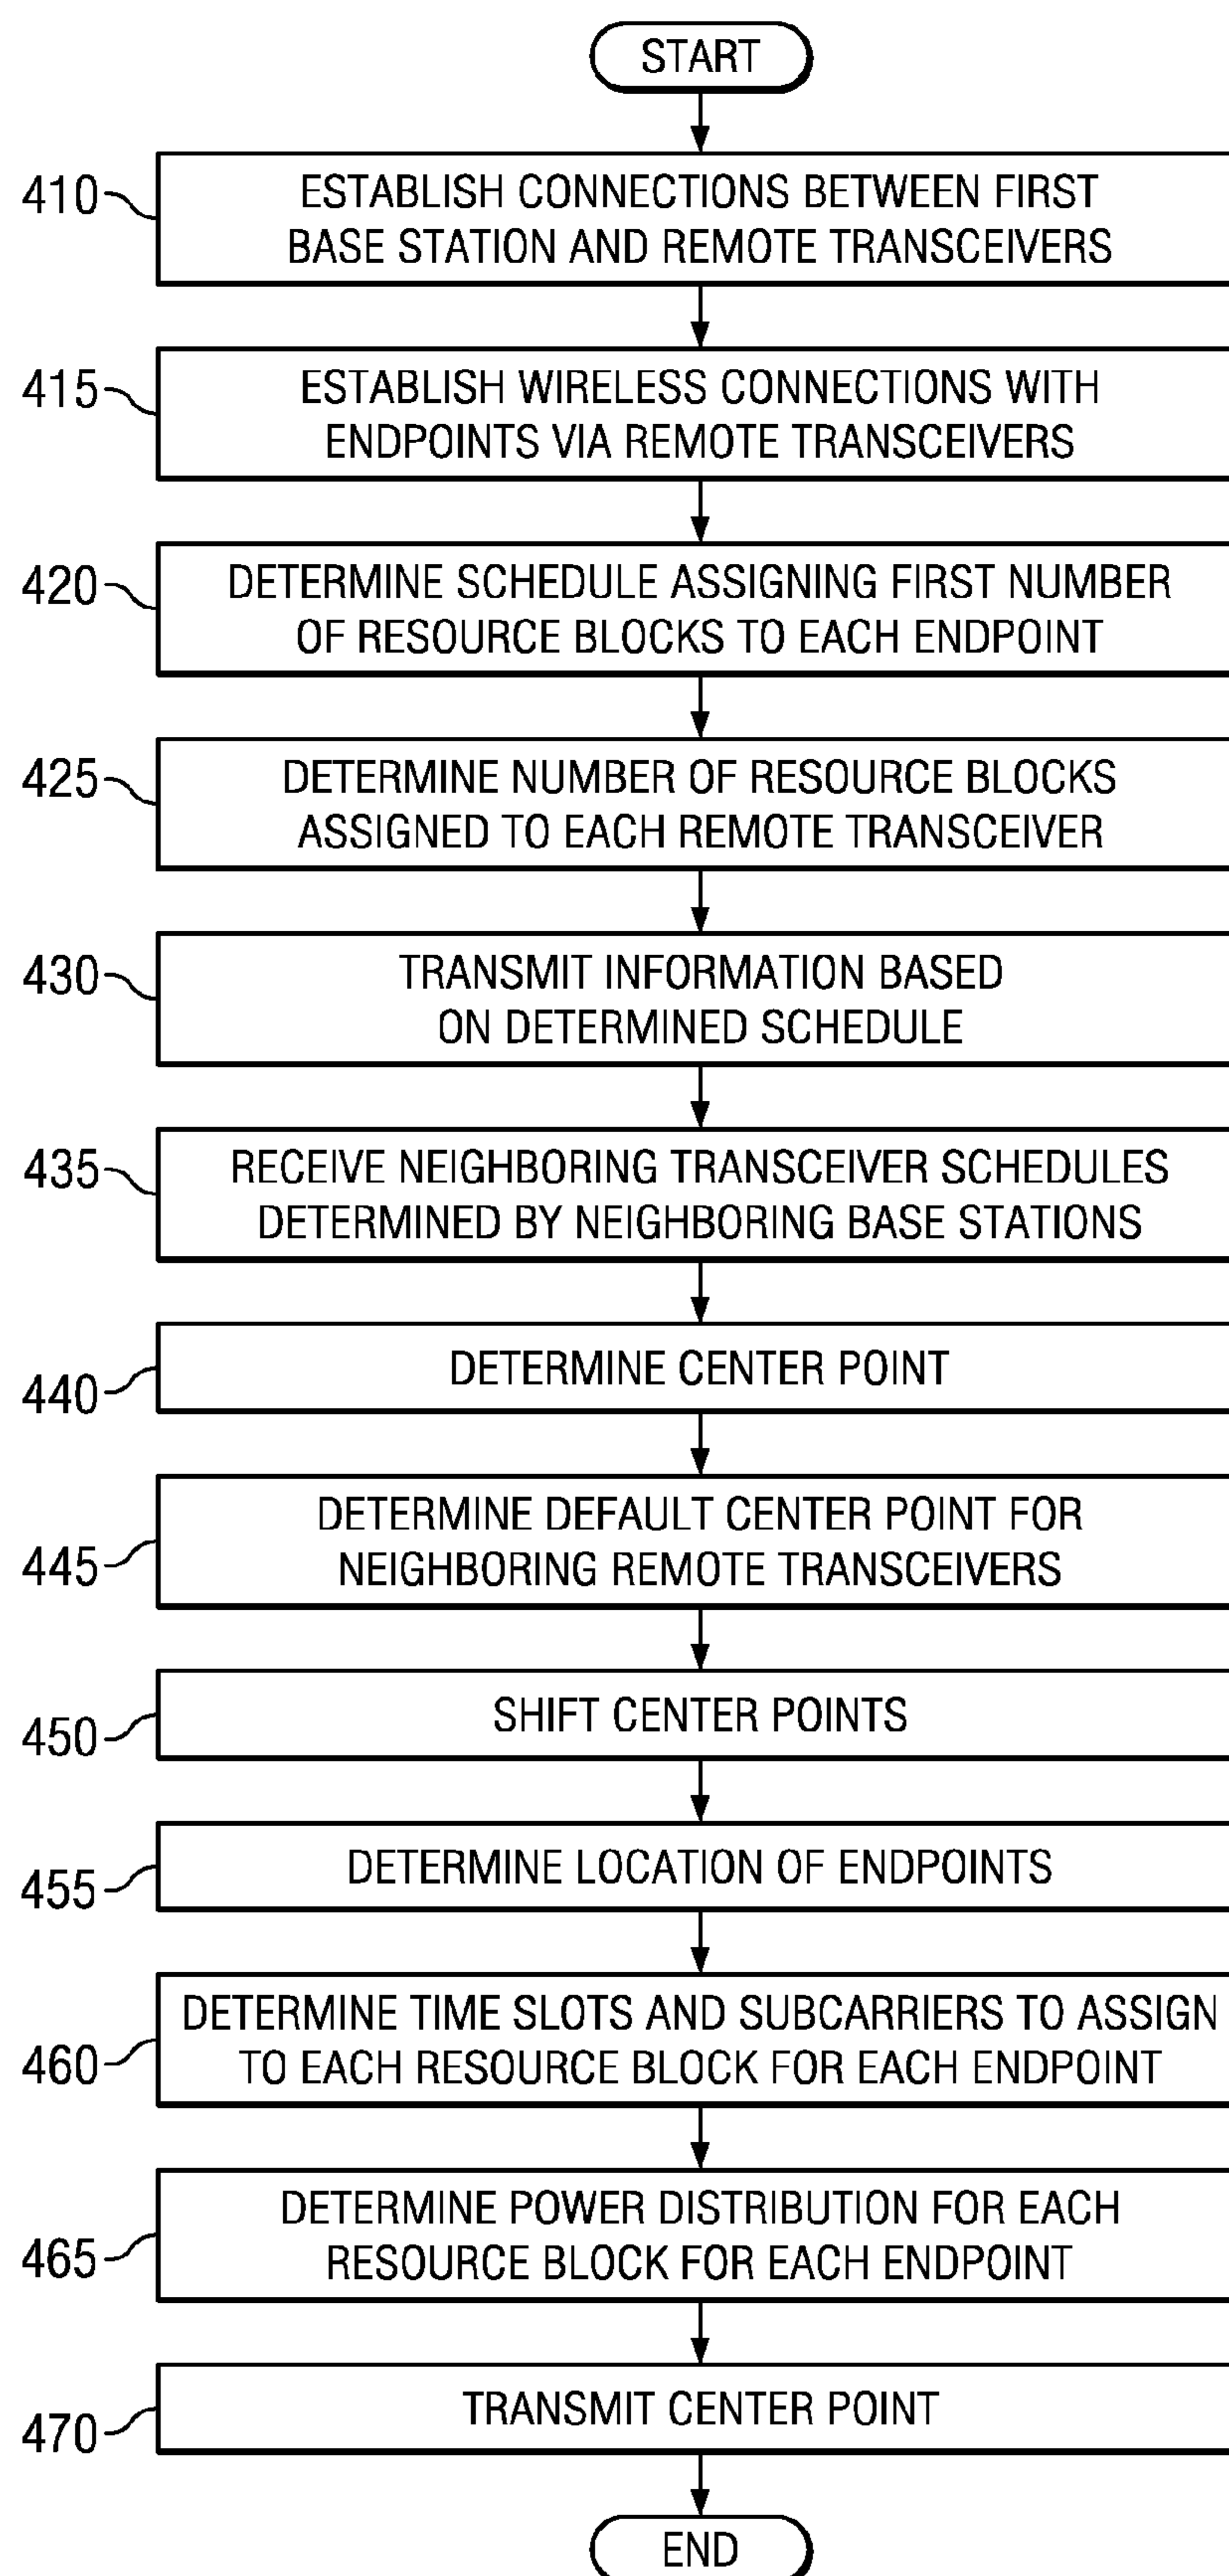 START
410
ESTABLISH CONNECTIONS BETWEEN FIRST
BASE STATION AND REMOTE TRANSCEIVERS
415
ESTABLISH WIRELESS CONNECTIONS WITH
ENDPOINTS VIA REMOTE TRANSCEIVERS
420
DETERMINE SCHEDULE ASSIGNING FIRST NUMBER
OF RESOURCE BLOCKS TO EACH ENDPOINT
425
DETERMINE NUMBER OF RESOURCE BLOCKS
ASSIGNED TO EACH REMOTE TRANSCEIVER
430
TRANSMIT INFORMATION BASED
ON DETERMINED SCHEDULE
435
RECEIVE NEIGHBORING TRANSCEIVER SCHEDULES
DETERMINED BY NEIGHBORING BASE STATIONS
440
DETERMINE CENTER POINT
445
DETERMINE DEFAULT CENTER POINT FOR
NEIGHBORING REMOTE TRANSCEIVERS
450
SHIFT CENTER POINTS
455
DETERMINE LOCATION OF ENDPOINTS
460
DETERMINE TIME SLOTS AND SUBCARRIERS TO ASSIGN
TO EACH RESOURCE BLOCK FOR EACH ENDPOINT
465
DETERMINE POWER DISTRIBUTION FOR EACH
RESOURCE BLOCK FOR EACH ENDPOINT
470
TRANSMIT CENTER POINT
END